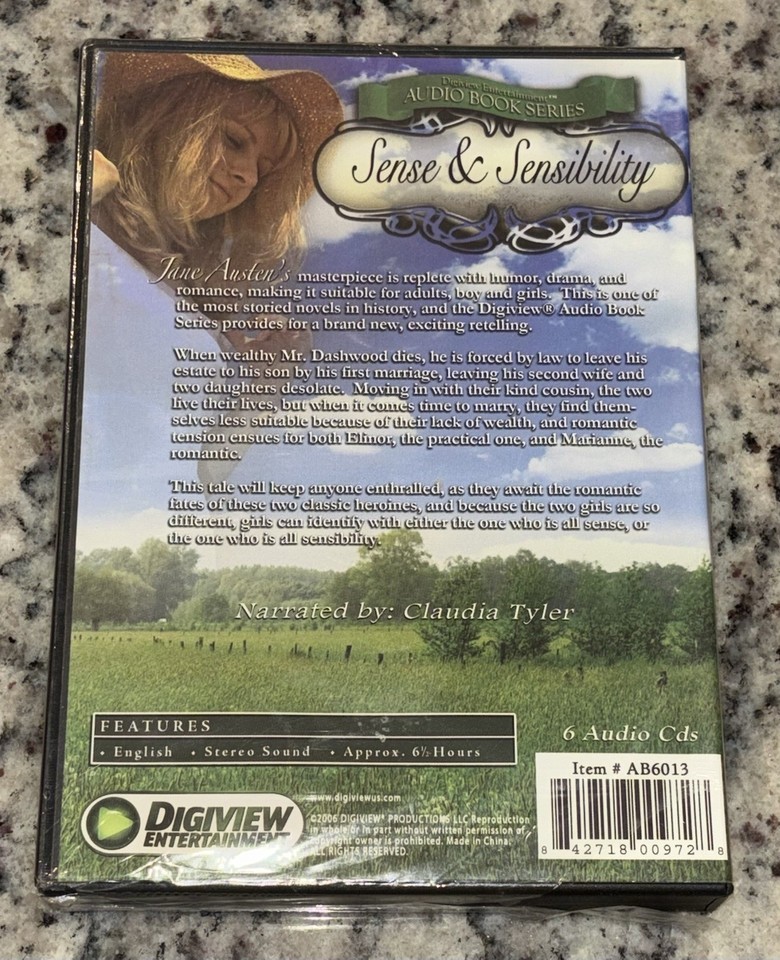 DigiView Entertainment™
AUDIO BOOK SERIES
Sense & Sensibility
Jane Austen's masterpiece is replete with humor, drama, and
romance, making it suitable for adults, boy and girls. This is one of
the most storied novels in history, and the Digiview® Audio Book
Series provides for a brand new, exciting retelling.
When wealthy Mr. Dashwood dies, he is forced by law to leave his
estate to his son by his first marriage, leaving his second wife and
two daughters desolate. Moving in with their kind cousin, the two
live their lives, but when it comes time to marry, they find them-
selves less suitable because of their lack of wealth, and romantic
tension ensues for both Elinor, the practical one, and Marianne, the
romantic.
This tale will keep anyone enthralled, as they await the romantic
fates of these two classic heroines, and because the two girls are so
different, girls can identify with either the one who is all sense, or
the one who is all sensibility.
Narrated by: Claudia Tyler
FEATURES
• English • Stereo Sound • Approx. 6½ Hours
6 Audio Cds
Item # AB6013
8 42718 00972 8
DIGIVIEW
ENTERTAINMENT™
www.digiviewus.com
©2006 DIGIVIEW® PRODUCTIONS LLC Reproduction
in whole or in part without written permission of
copyright owner is prohibited. Made in China.
ALL RIGHTS RESERVED.